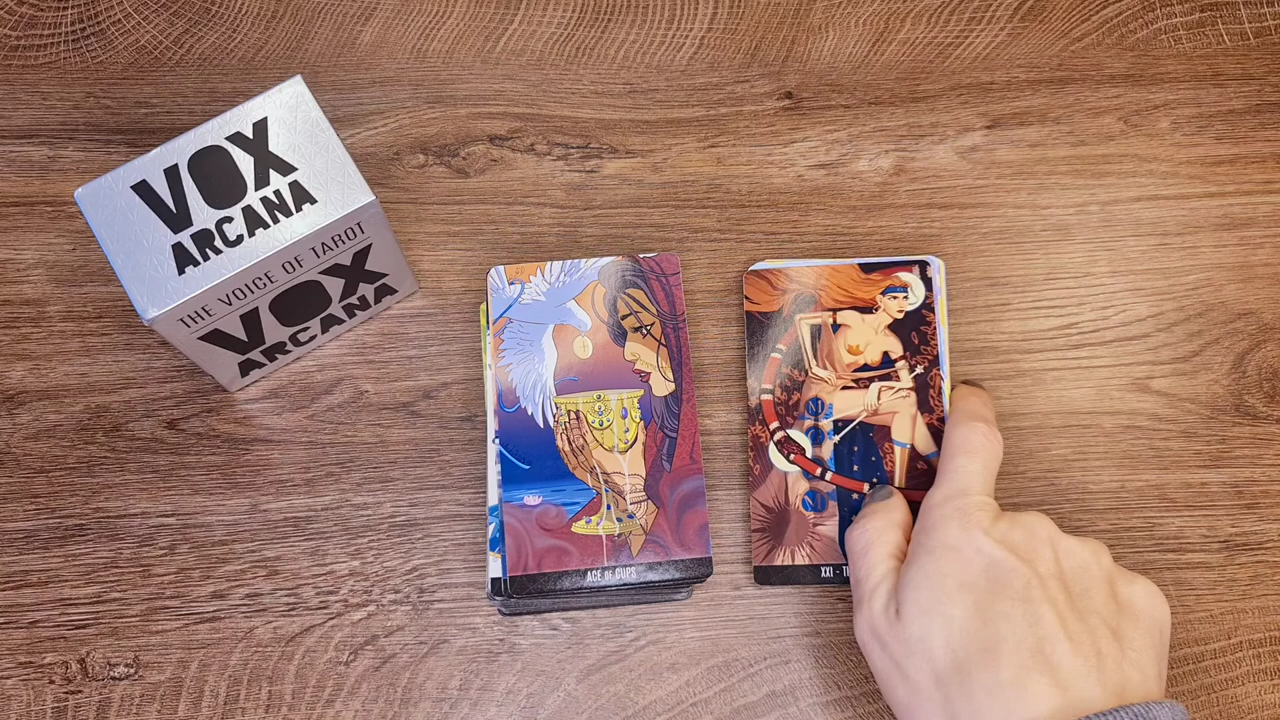 VOX
ARCANA
THE VOICE OF TAROT
VOX
ARCANA
ACE OF CUPS
XXI -